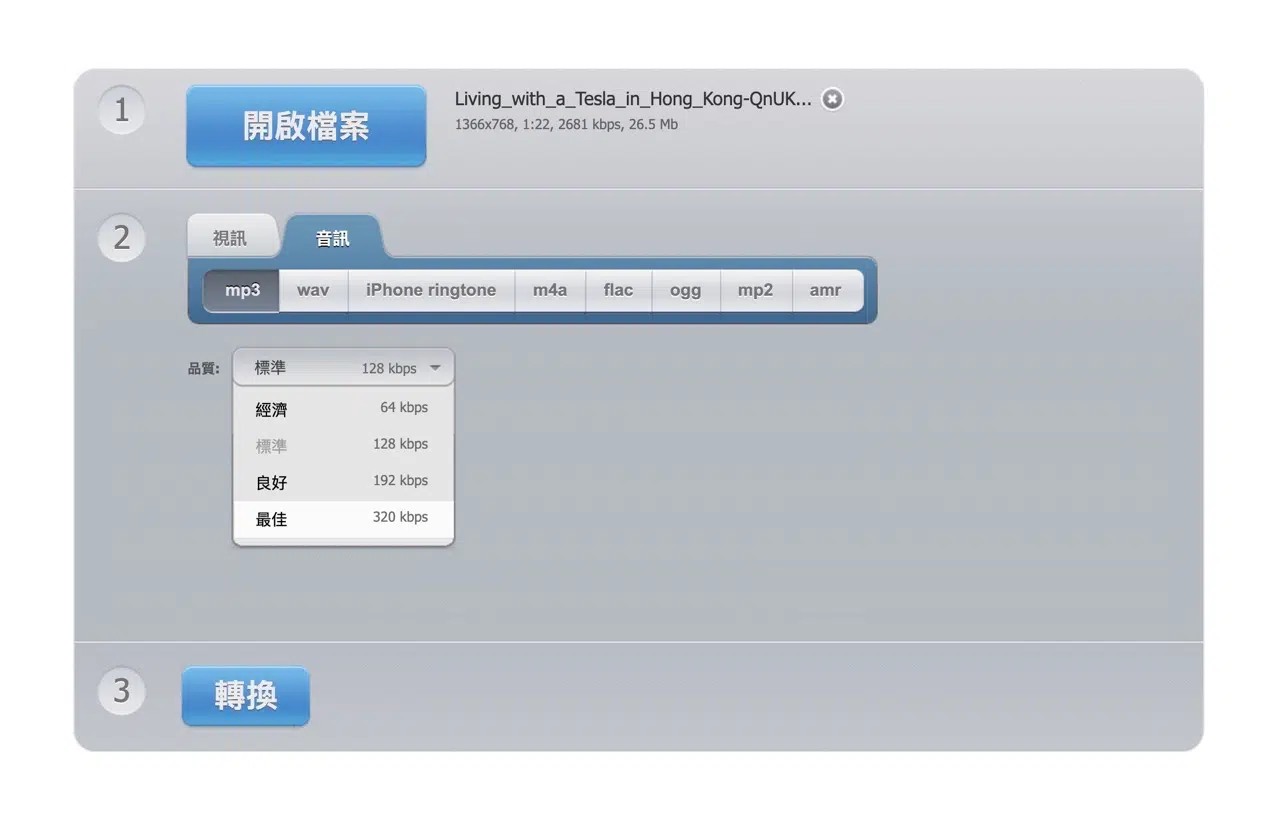 1
開啟檔案
Living_with_a_Tesla_in_Hong_Kong-QnUK...
1366x768, 1:22, 2681 kbps, 26.5 Mb
2
視訊 音訊
mp3 wav iPhone ringtone m4a flac ogg mp2 amr
品質: 標準 128 kbps
經濟 64 kbps
標準 128 kbps
良好 192 kbps
最佳 320 kbps
3
轉換